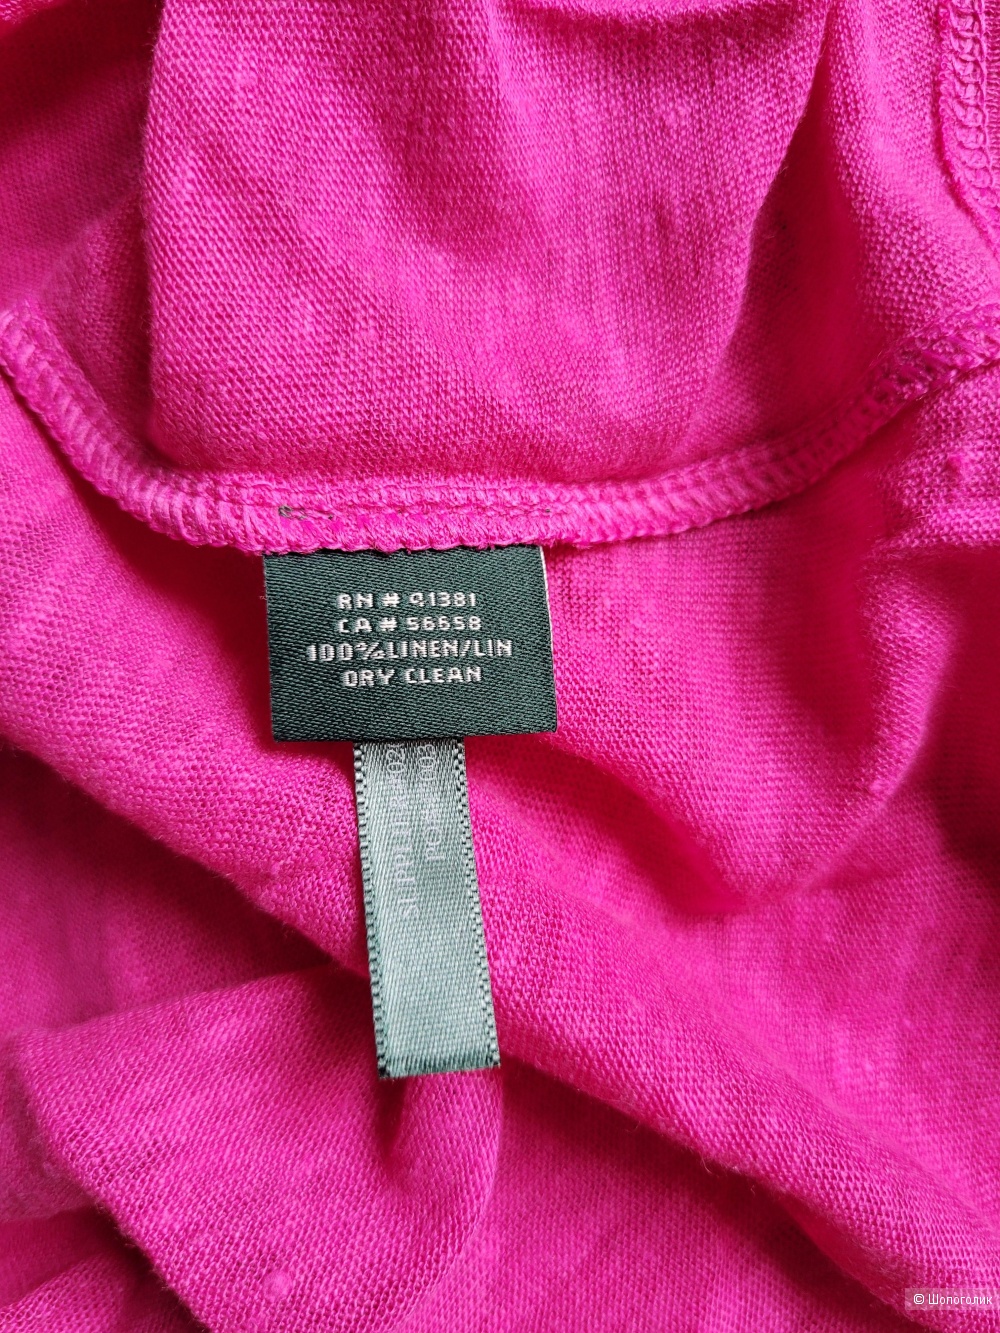 RN # 91381
CA # 56658
100% LINEN/LIN
DRY CLEAN
© Шопоголик